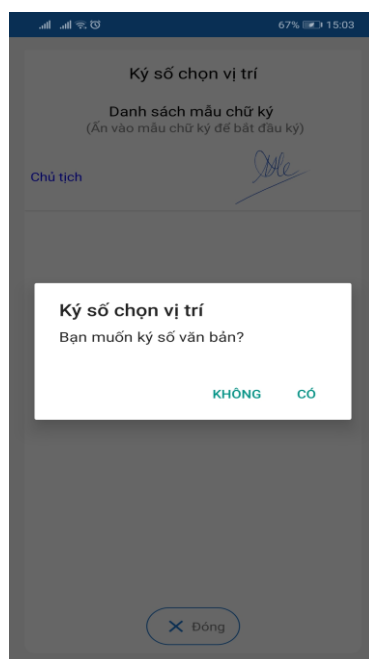 67% 15:03
Ký số chọn vị trí
Danh sách mẫu chữ ký
(Ấn vào mẫu chữ ký để bắt đầu ký)
Chủ tịch
Ký số chọn vị trí
Bạn muốn ký số văn bản?
KHÔNG CÓ
Đóng